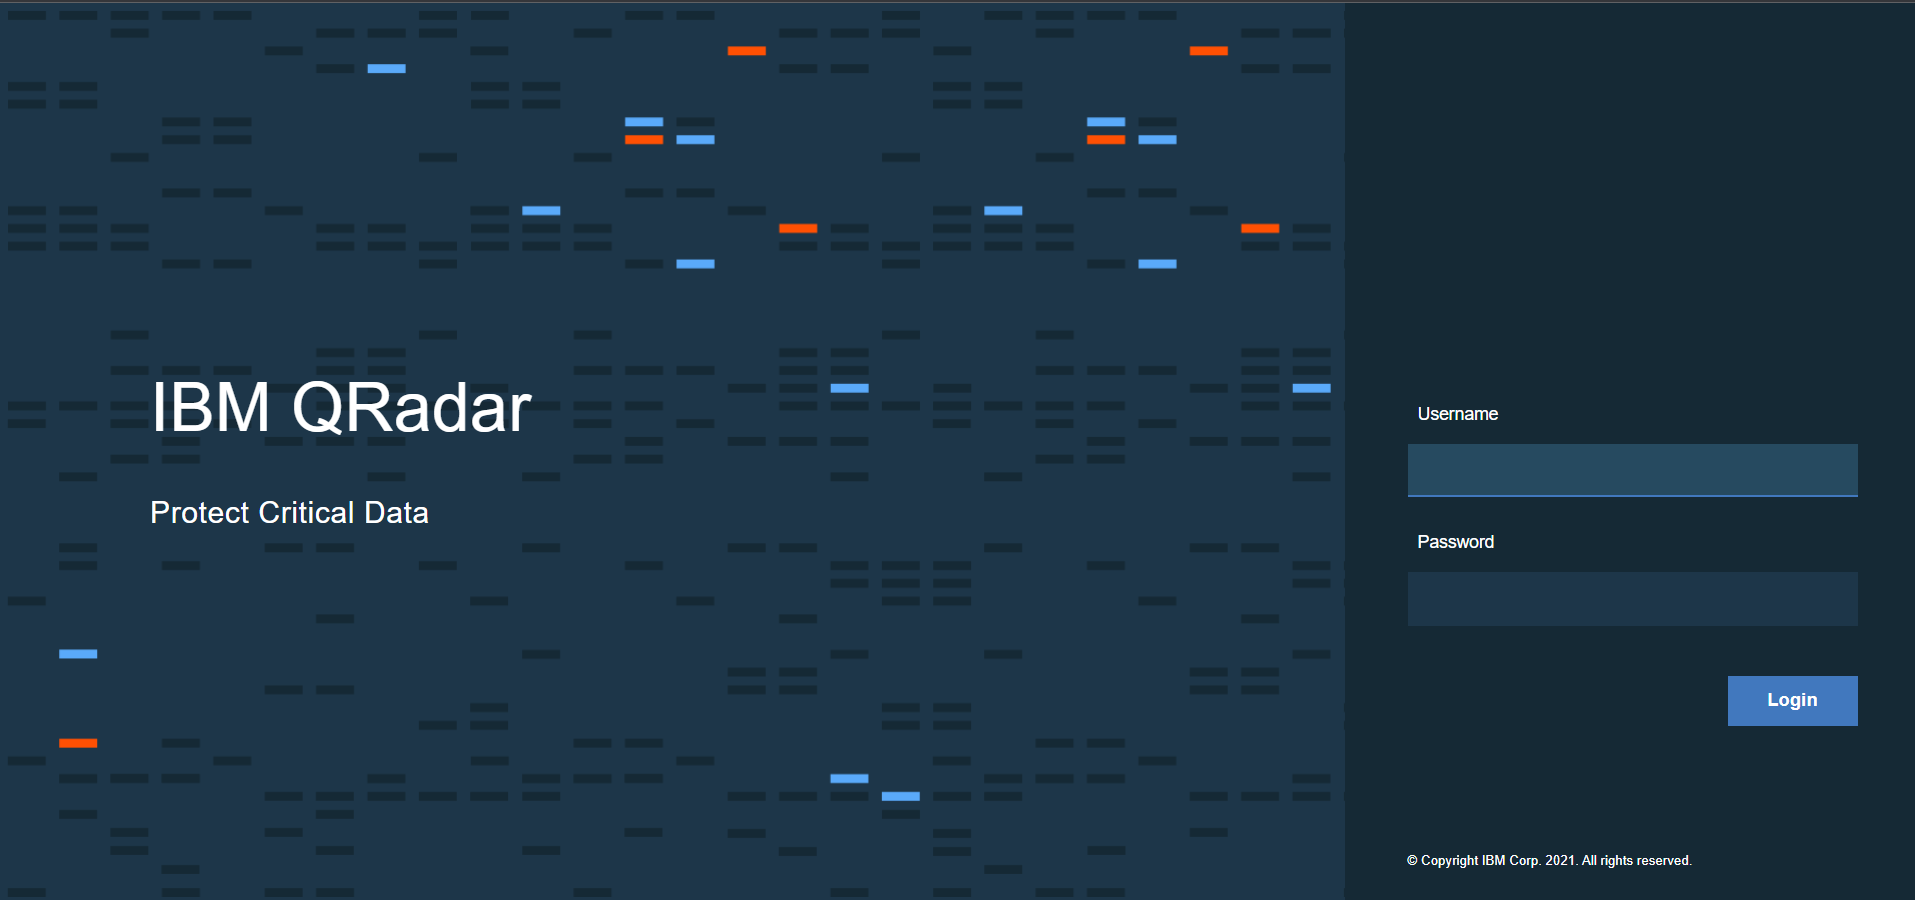 IBM QRadar
Protect Critical Data
Username
Password
Login
© Copyright IBM Corp. 2021. All rights reserved.